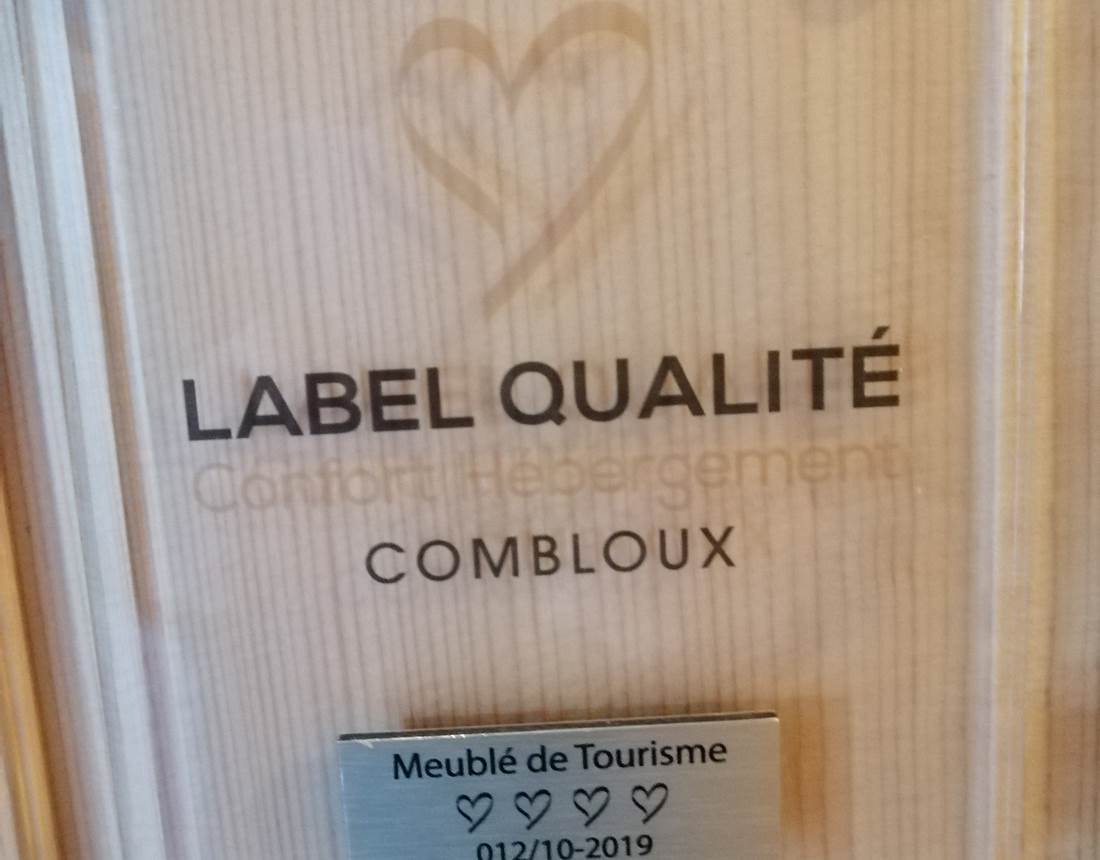 LABEL QUALITÉ
Confort Hébergement
COMBLOUX
Meublé de Tourisme
012/10-2019